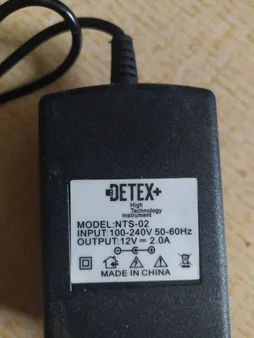 DETEX+
High
Technology
Instrument
MODEL:NTS-02
INPUT:100-240V 50-60Hz
OUTPUT:12V⎓2.0A
MADE IN CHINA